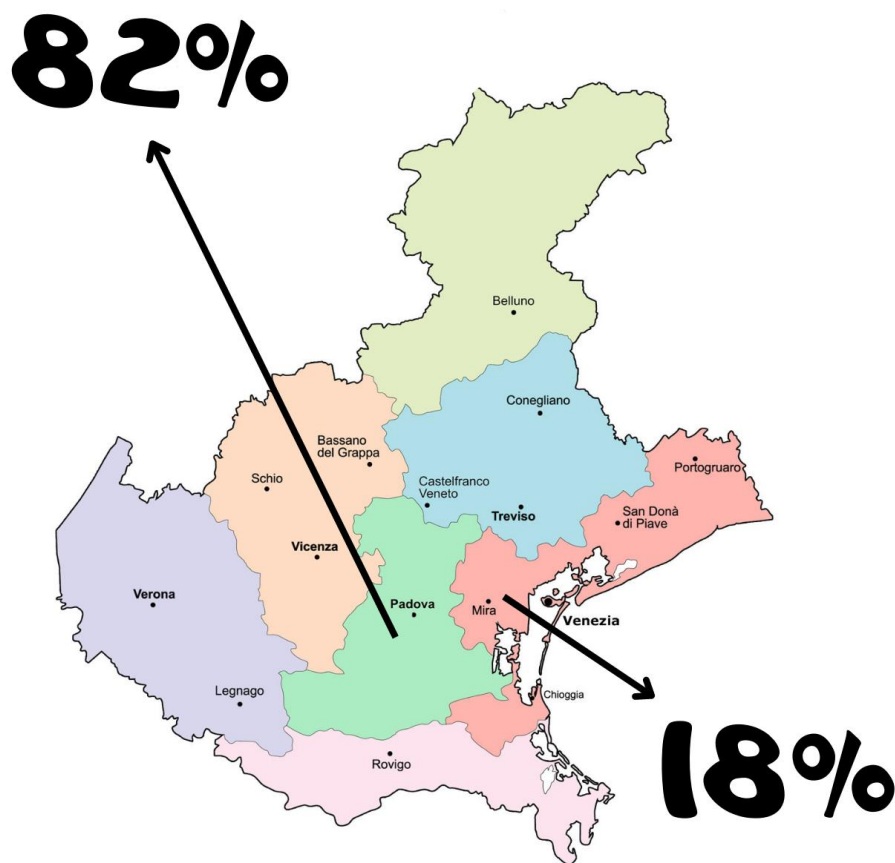 82%
Belluno
Conegliano
Bassano
del Grappa
Portogruaro
Schio
Castelfranco
Veneto
Treviso
San Donà
di Piave
Vicenza
Verona
Padova
Mira
Venezia
Legnago
Chioggia
Rovigo
18%